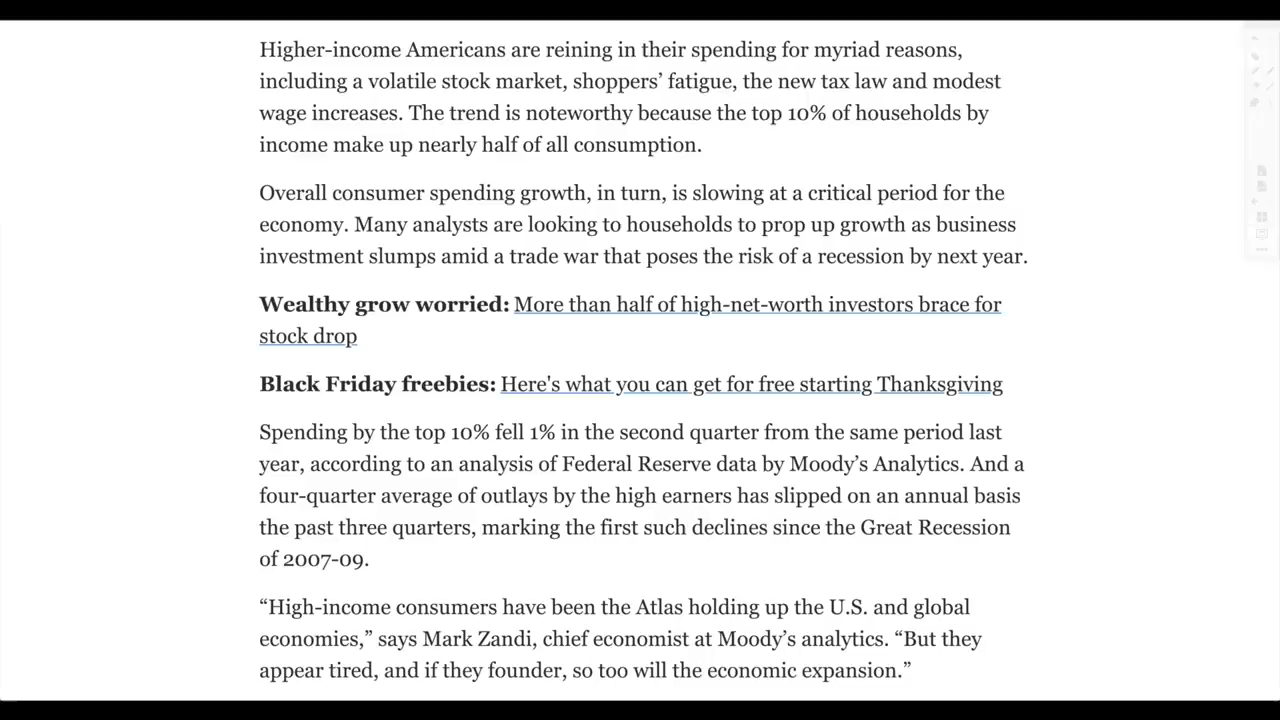 Higher-income Americans are reining in their spending for myriad reasons,
including a volatile stock market, shoppers’ fatigue, the new tax law and modest
wage increases. The trend is noteworthy because the top 10% of households by
income make up nearly half of all consumption.
Overall consumer spending growth, in turn, is slowing at a critical period for the
economy. Many analysts are looking to households to prop up growth as business
investment slumps amid a trade war that poses the risk of a recession by next year.
Wealthy grow worried: More than half of high-net-worth investors brace for
stock drop
Black Friday freebies: Here's what you can get for free starting Thanksgiving
Spending by the top 10% fell 1% in the second quarter from the same period last
year, according to an analysis of Federal Reserve data by Moody’s Analytics. And a
four-quarter average of outlays by the high earners has slipped on an annual basis
the past three quarters, marking the first such declines since the Great Recession
of 2007-09.
“High-income consumers have been the Atlas holding up the U.S. and global
economies,” says Mark Zandi, chief economist at Moody’s analytics. “But they
appear tired, and if they founder, so too will the economic expansion.”